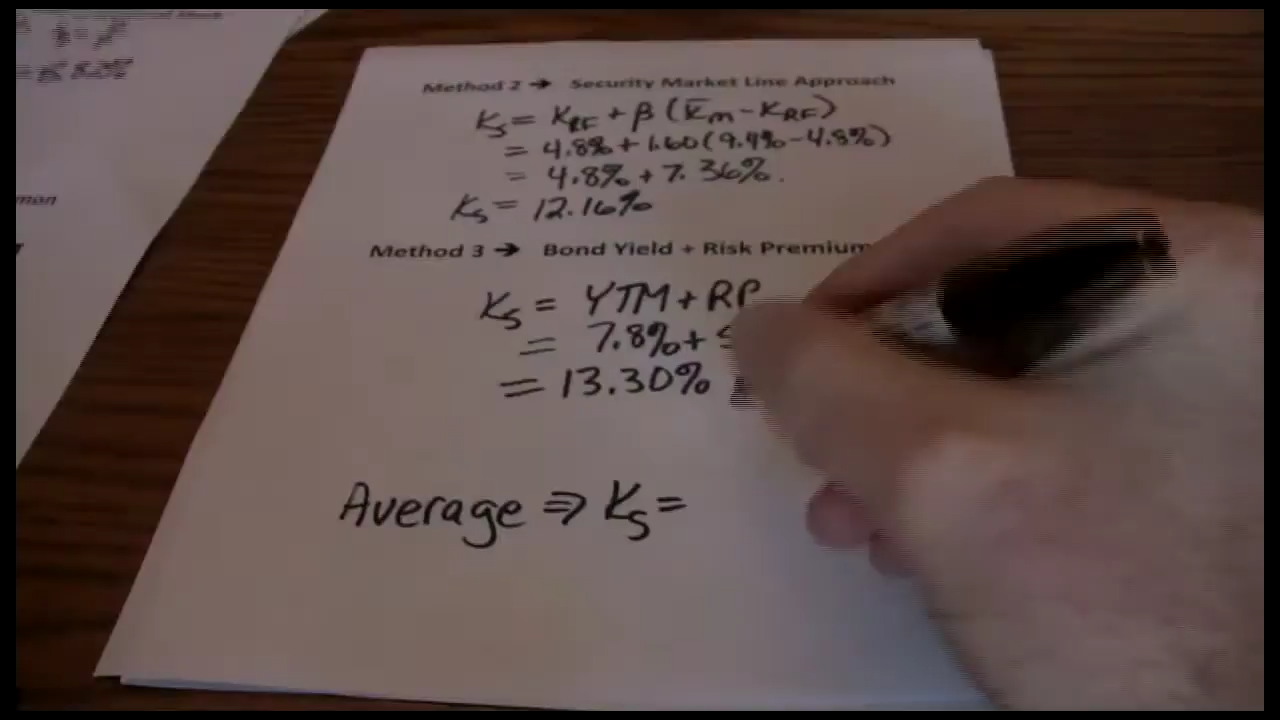 Method 2 → Security Market Line Approach
Ks = KRF + β (K̅m - KRF)
= 4.8% + 1.60 (9.4% - 4.8%)
= 4.8% + 7.36%.
Ks = 12.16%
Method 3 → Bond Yield + Risk Premium
Ks = YTM + RP
= 7.8% +
= 13.30%
Average ⇒ Ks =